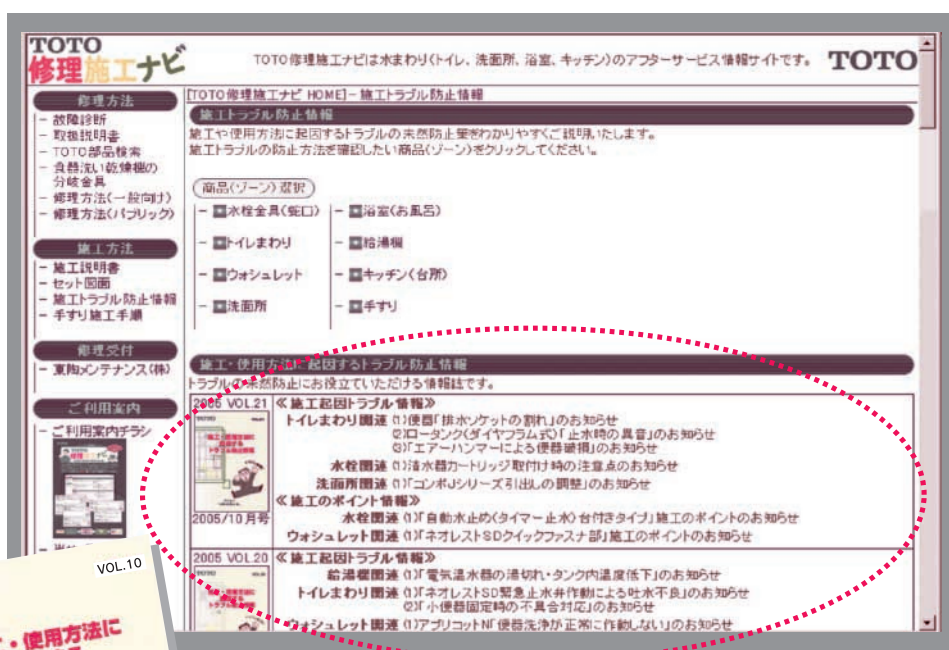 TOTO
修理施工ナビ
TOTO修理施工ナビは水まわり(トイレ、洗面所、浴室、キッチン)のアフターサービス情報サイトです。
TOTO
修理方法
- 故障診断
- 取扱説明書
- TOTO部品検索
- 食器洗い乾燥機の
分岐金具
- 修理方法(一般向け)
- 修理方法(パブリック)
施工方法
- 施工説明書
- セット図面
- 施工トラブル防止情報
- 手すり施工手順
修理受付
- 東陶メンテナンス(株)
ご利用案内
- ご利用案内チラシ
[TOTO修理施工ナビ HOME]- 施工トラブル防止情報
施工トラブル防止情報
施工や使用方法に起因するトラブルの未然防止策をわかりやすくご説明いたします。
施工トラブルの防止方法を確認したい商品(ゾーン)をクリックしてください。
商品(ゾーン)選択
- 水栓金具(蛇口)
- 浴室(お風呂)
- トイレまわり
- 給湯機
- ウォシュレット
- キッチン(台所)
- 洗面所
- 手すり
施工・使用方法に起因するトラブル防止情報
トラブルの未然防止にお役立ていただける情報誌です。
2005 VOL.21
≪施工起因トラブル情報≫
トイレまわり関連 (1)便器「排水ソケットの割れ」のお知らせ
(2)ロータンク(ダイヤフラム式)「止水時の異音」のお知らせ
(3)「エアーハンマーによる便器破損」のお知らせ
水栓関連 (1)浄水器カートリッジ取付け時の注意点のお知らせ
洗面所関連 (1)「コンポJシリーズ引出しの調整」のお知らせ
≪施工のポイント情報≫
2005/10月号
水栓関連 (1)「自動水止め(タイマー止水)台付きタイプ」施工のポイントのお知らせ
ウォシュレット関連 (1)「ネオレストSDクイックファスナ部」施工のポイントのお知らせ
2005 VOL.20
≪施工起因トラブル情報≫
給湯機関連 (1)「電気温水器の湯切れ・タンク内温度低下」のお知らせ
トイレまわり関連 (1)「ネオレストSD緊急止水弁作動による吐水不良」のお知らせ
(2)「小便器固定時の不具合対応」のお知らせ
ウォシュレット関連 (1)アプリコットN「便器洗浄が正常に作動しない」のお知らせ
VOL.10
・使用方法に